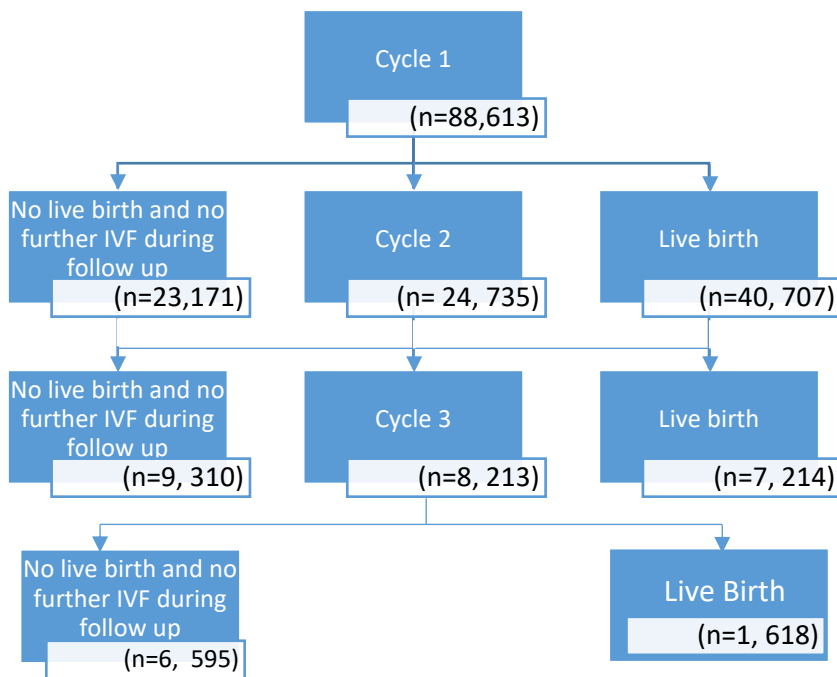 Cycle 1
(n=88,613)
No live birth and no
further IVF during
follow up
(n=23,171)
Cycle 2
(n= 24, 735)
Live birth
(n=40, 707)
No live birth and no
further IVF during
follow up
(n=9, 310)
Cycle 3
(n=8, 213)
Live birth
(n=7, 214)
No live birth and no
further IVF during
follow up
(n=6, 595)
Live Birth
(n=1, 618)